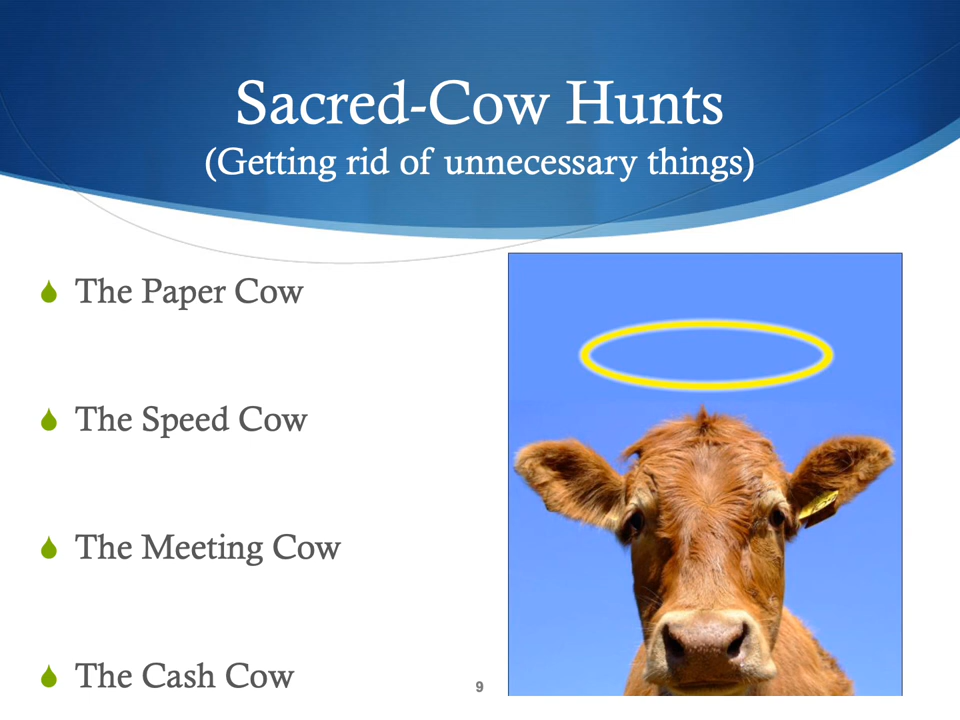 Sacred-Cow Hunts
(Getting rid of unnecessary things)
The Paper Cow
The Speed Cow
The Meeting Cow
The Cash Cow
9